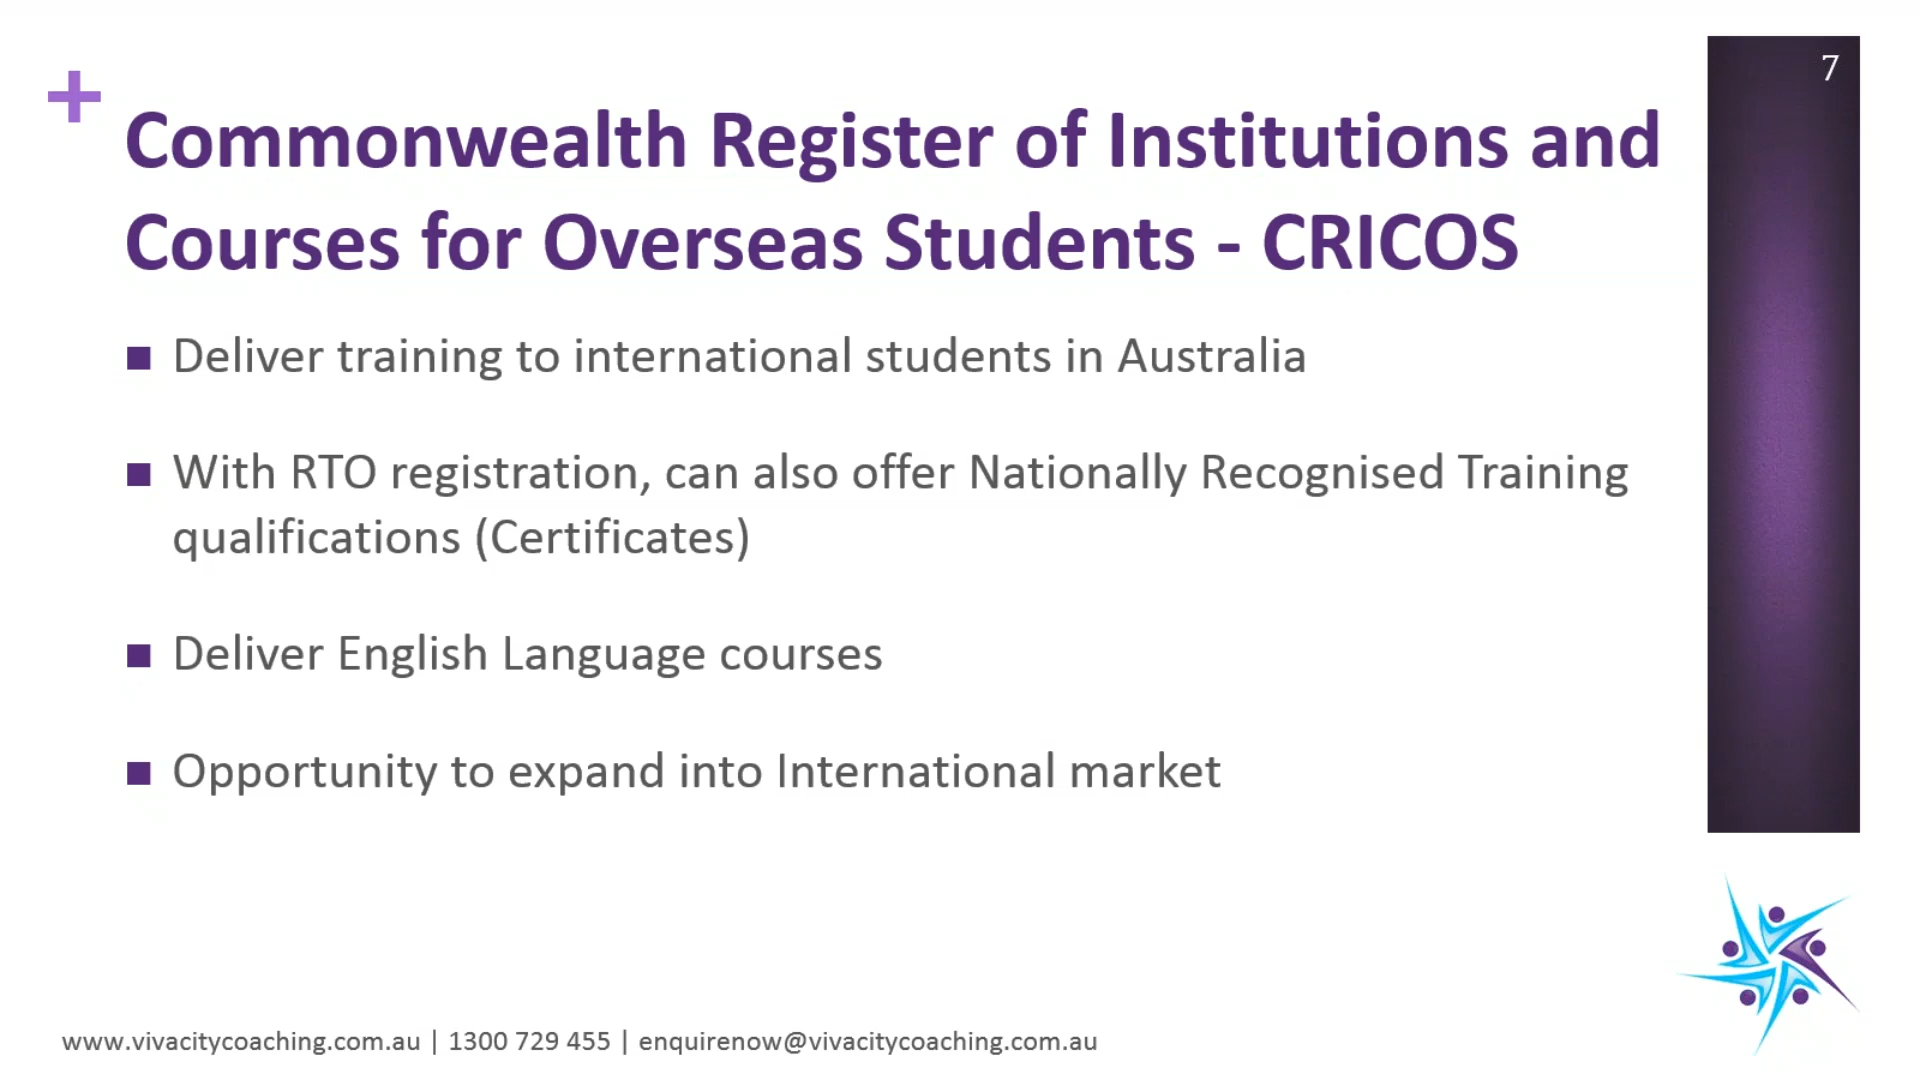 7
+
Commonwealth Register of Institutions and
Courses for Overseas Students - CRICOS
■ Deliver training to international students in Australia
■ With RTO registration, can also offer Nationally Recognised Training
qualifications (Certificates)
■ Deliver English Language courses
■ Opportunity to expand into International market
www.vivacitycoaching.com.au | 1300 729 455 | enquirenow@vivacitycoaching.com.au